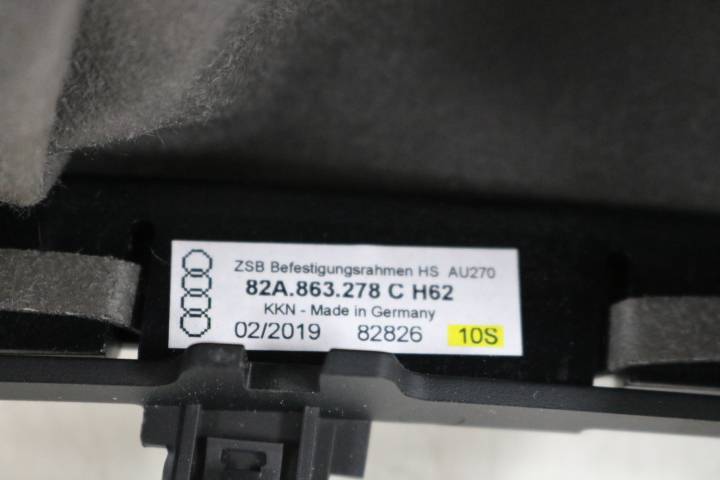 ZSB Befestigungsrahmen HS AU270
82A.863.278 C H62
KKN - Made in Germany
02/2019 82826 10S